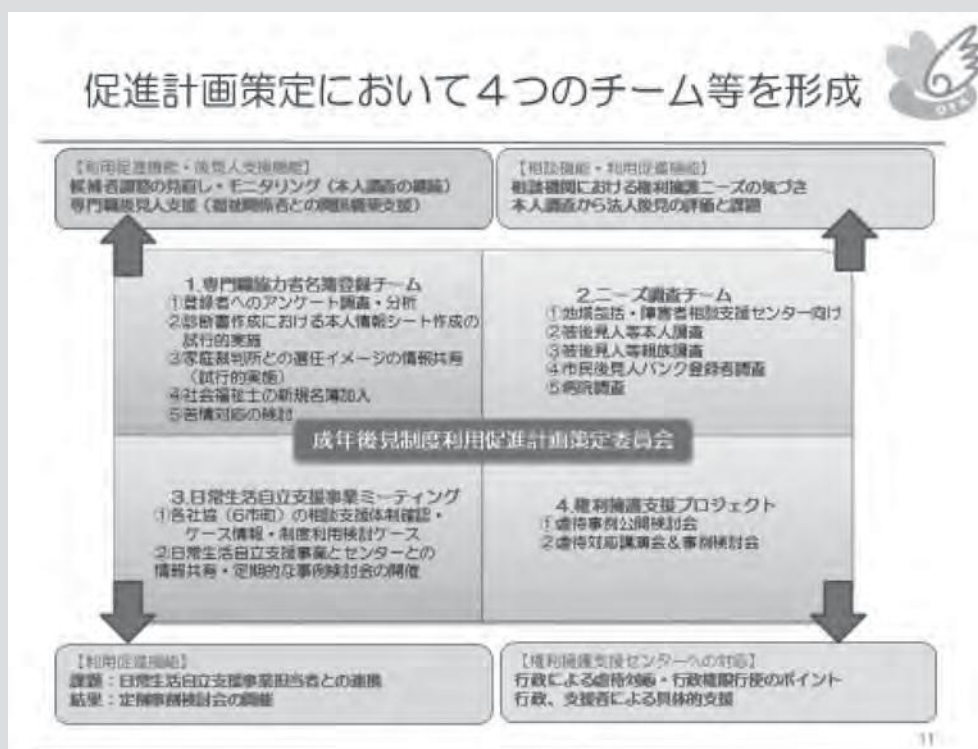 促進計画策定において４つのチーム等を形成
【利用促進機能・後見人支援機能】
候補者調整の見直し・モニタリング（本人調査の継続）
専門職後見人支援（福祉関係者との関係構築支援）
【相談機能・利用促進機能】
相談機関における権利擁護ニーズの気づき
本人調査から法人後見の評価と課題
1.専門職協力者名簿登録チーム
①登録者へのアンケート調査・分析
②診断書作成における本人情報シート作成の
試行的実施
③家庭裁判所との選任イメージの情報共有
（試行的実施）
④社会福祉士の新規名簿加入
⑤苦情対応の検討
2.ニーズ調査チーム
①地域包括・障害者相談支援センター向け
②被後見人等本人調査
③被後見人等親族調査
④市民後見人バンク登録者調査
⑤病院調査
成年後見制度利用促進計画策定委員会
3.日常生活自立支援事業ミーティング
①各社協（6市町）の相談支援体制確認・
ケース情報・制度利用検討ケース
②日常生活自立支援事業とセンターとの
情報共有・定期的な事例検討会の開催
4.権利擁護支援プロジェクト
①虐待事例公開検討会
②虐待対応講演会＆事例検討会
【利用促進機能】
課題：日常生活自立支援事業担当者との連携
結果：定例事例検討会の開催
【権利擁護支援センターへの対応】
行政による虐待対応・行政権限行使のポイント
行政、支援者による具体的支援
11